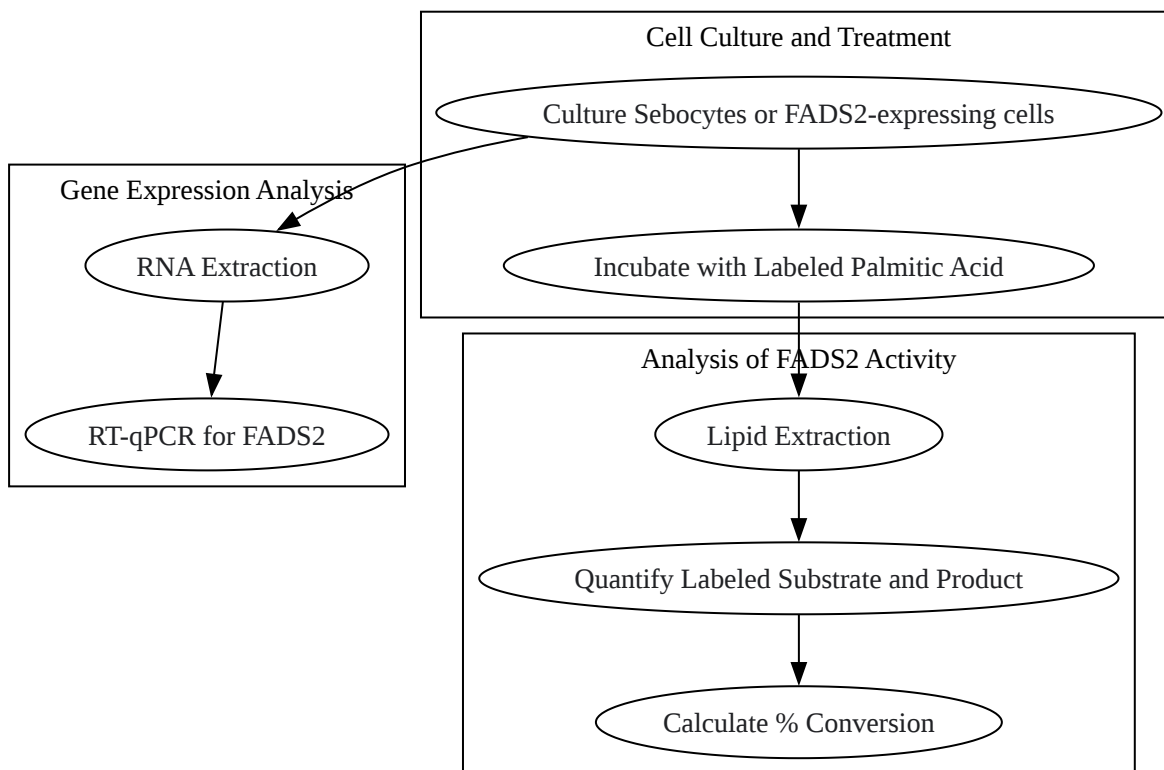 Cell Culture and Treatment
Culture Sebocytes or FADS2-expressing cells
Gene Expression Analysis
RNA Extraction
Incubate with Labeled Palmitic Acid
Analysis of FADS2 Activity
RT-qPCR for FADS2
Lipid Extraction
Quantify Labeled Substrate and Product
Calculate % Conversion